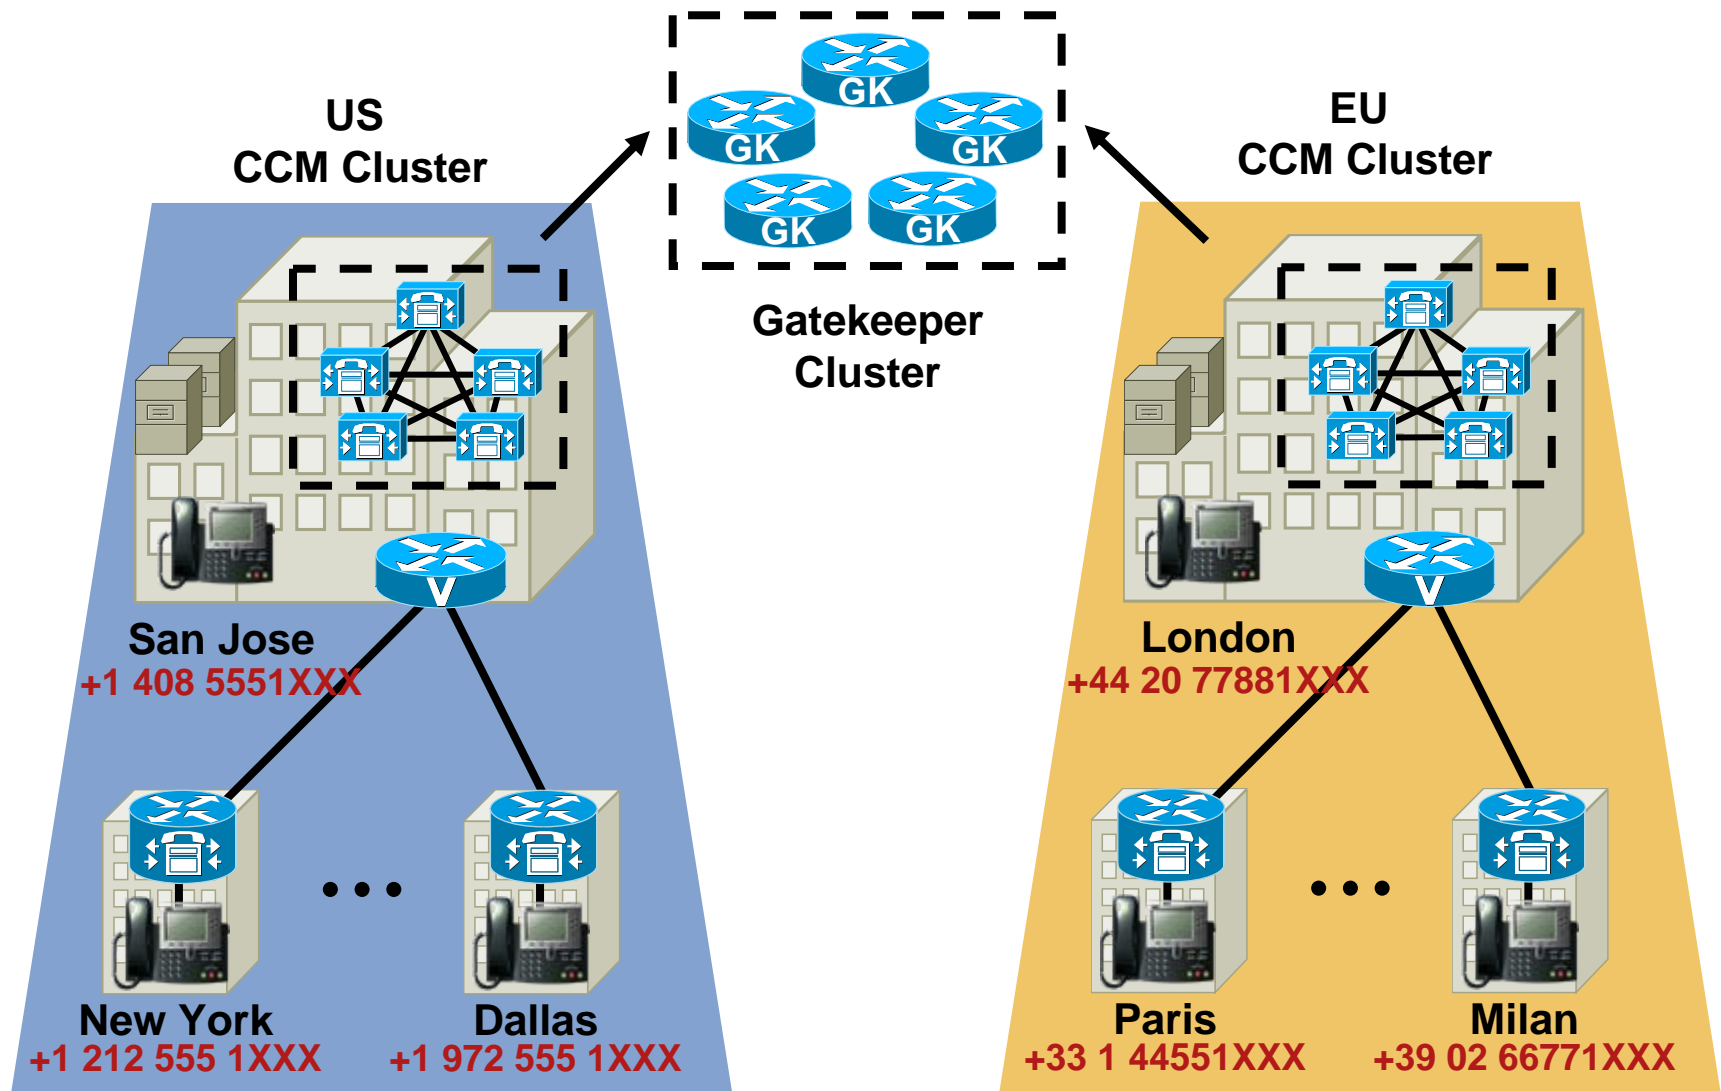 US
CCM Cluster
GK
GK
GK
GK
GK
Gatekeeper
Cluster
EU
CCM Cluster
V
San Jose
+1 408 5551XXX
V
London
+44 20 77881XXX
New York
+1 212 555 1XXX
Dallas
+1 972 555 1XXX
Paris
+33 1 44551XXX
Milan
+39 02 66771XXX